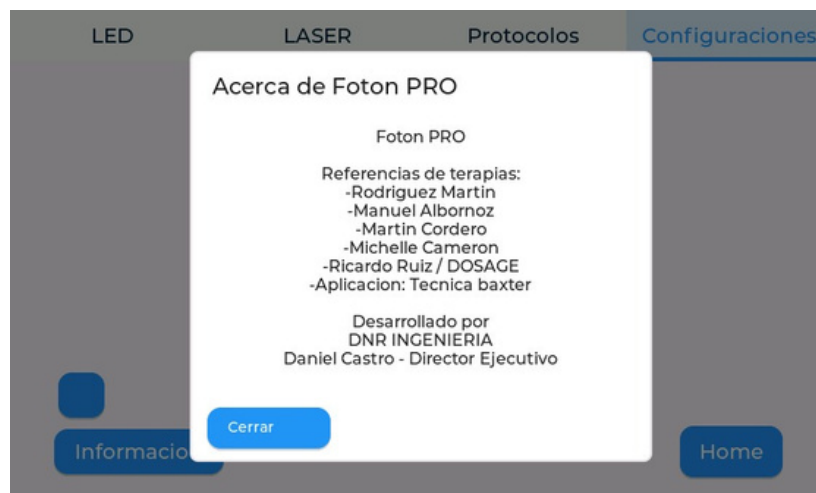 LED
LASER
Protocolos
Configuraciones
Acerca de Foton PRO
Foton PRO
Referencias de terapias:
-Rodriguez Martin
-Manuel Albornoz
-Martin Cordero
-Michelle Cameron
-Ricardo Ruiz / DOSAGE
-Aplicacion: Tecnica baxter
Desarrollado por
DNR INGENIERIA
Daniel Castro - Director Ejecutivo
Cerrar
Informacio
Home